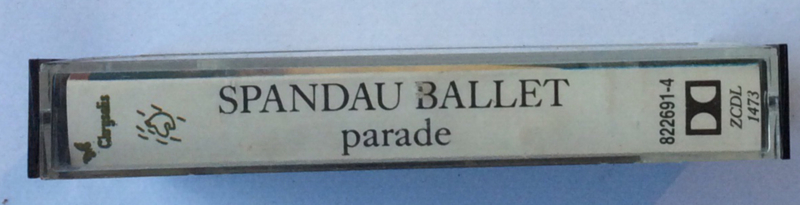 Chrysalis
SPANDAU BALLET
parade
822691-4
ZCDL
1473